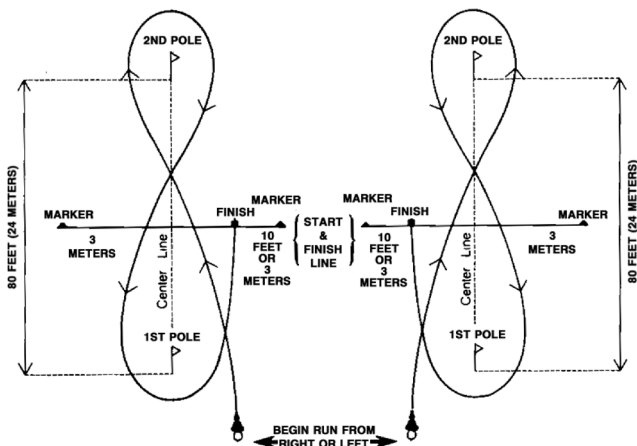 2ND POLE
2ND POLE
80 FEET (24 METERS)
80 FEET (24 METERS)
MARKER
FINISH
MARKER
MARKER
FINISH
MARKER
3
METERS
10
FEET
OR
3
METERS
START
&
FINISH
LINE
10
FEET
OR
3
METERS
3
METERS
Center Line
Center Line
1ST POLE
1ST POLE
BEGIN RUN FROM
RIGHT OR LEFT